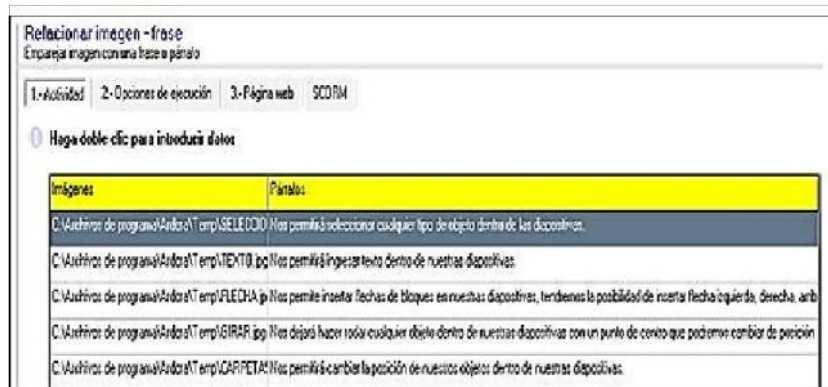 Relacionar imagen - frase
Emparejar imagen con una frase o párrafo
1.-Actividad 2.- Opciones de ejecución 3.- Página web SCORM
Haga doble clic para introducir datos
Imágenes Párrafos
C:\Archivos de programa\Ardora\Temp\SELECCIO Nos permitirá seleccionar cualquier tipo de objeto dentro de las diapositivas.
C:\Archivos de programa\Ardora\Temp\TEXTO.jpg Nos permitirá ingresar texto dentro de nuestras diapositivas.
C:\Archivos de programa\Ardora\Temp\FLECHA.jp Nos permite insertar flechas de bloques en nuestras diapositivas, tendremos la posibilidad de insertar flecha izquierda, derecha, arrib
C:\Archivos de programa\Ardora\Temp\GIRAR.jpg Nos dejará hacer rodar cualquier objeto dentro de nuestras diapositivas con un punto de centro que podremos cambiar de posición
C:\Archivos de programa\Ardora\Temp\CARPETA Nos permitirá cambiar la posición de nuestros objetos dentro de nuestras diapositivas.